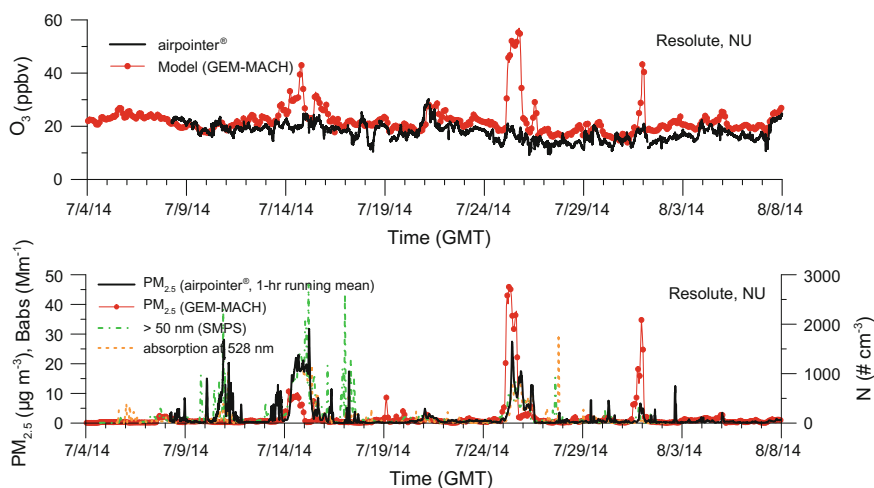 60
40
20
0
O₃ (ppbv)
airpointer®
Model (GEM-MACH)
Resolute, NU
7/4/14 7/9/14 7/14/14 7/19/14 7/24/14 7/29/14 8/3/14 8/8/14
Time (GMT)
50
40
30
20
10
0
PM₂.₅ (µg m⁻³), Babs (Mm⁻¹)
PM₂.₅ (airpointer®, 1-hr running mean)
PM₂.₅ (GEM-MACH)
> 50 nm (SMPS)
absorption at 528 nm
Resolute, NU
3000
2000
1000
0
N (# cm⁻³)
7/4/14 7/9/14 7/14/14 7/19/14 7/24/14 7/29/14 8/3/14 8/8/14
Time (GMT)